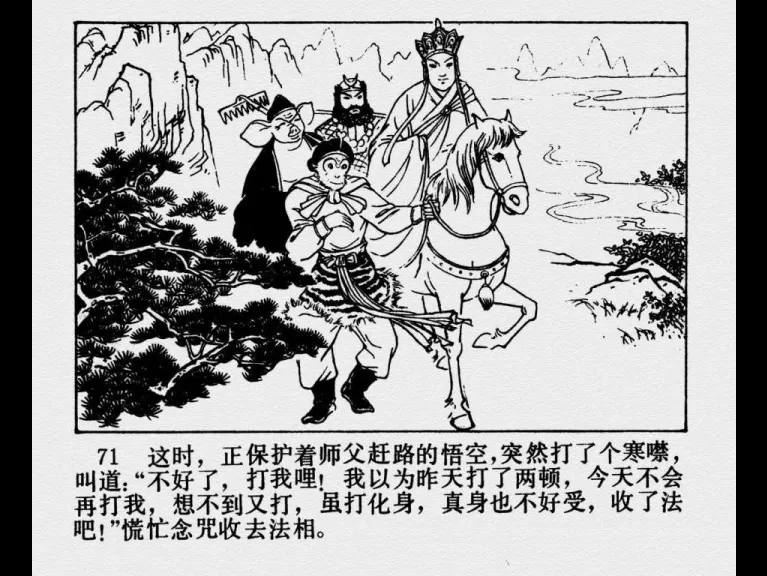 71 这时，正保护着师父赶路的悟空，突然打了个寒噤，
叫道：“不好了，打我哩！我以为昨天打了两顿，今天不会
再打我，想不到又打，虽打化身，真身也不好受，收了法
吧！”慌忙念咒收去法相。